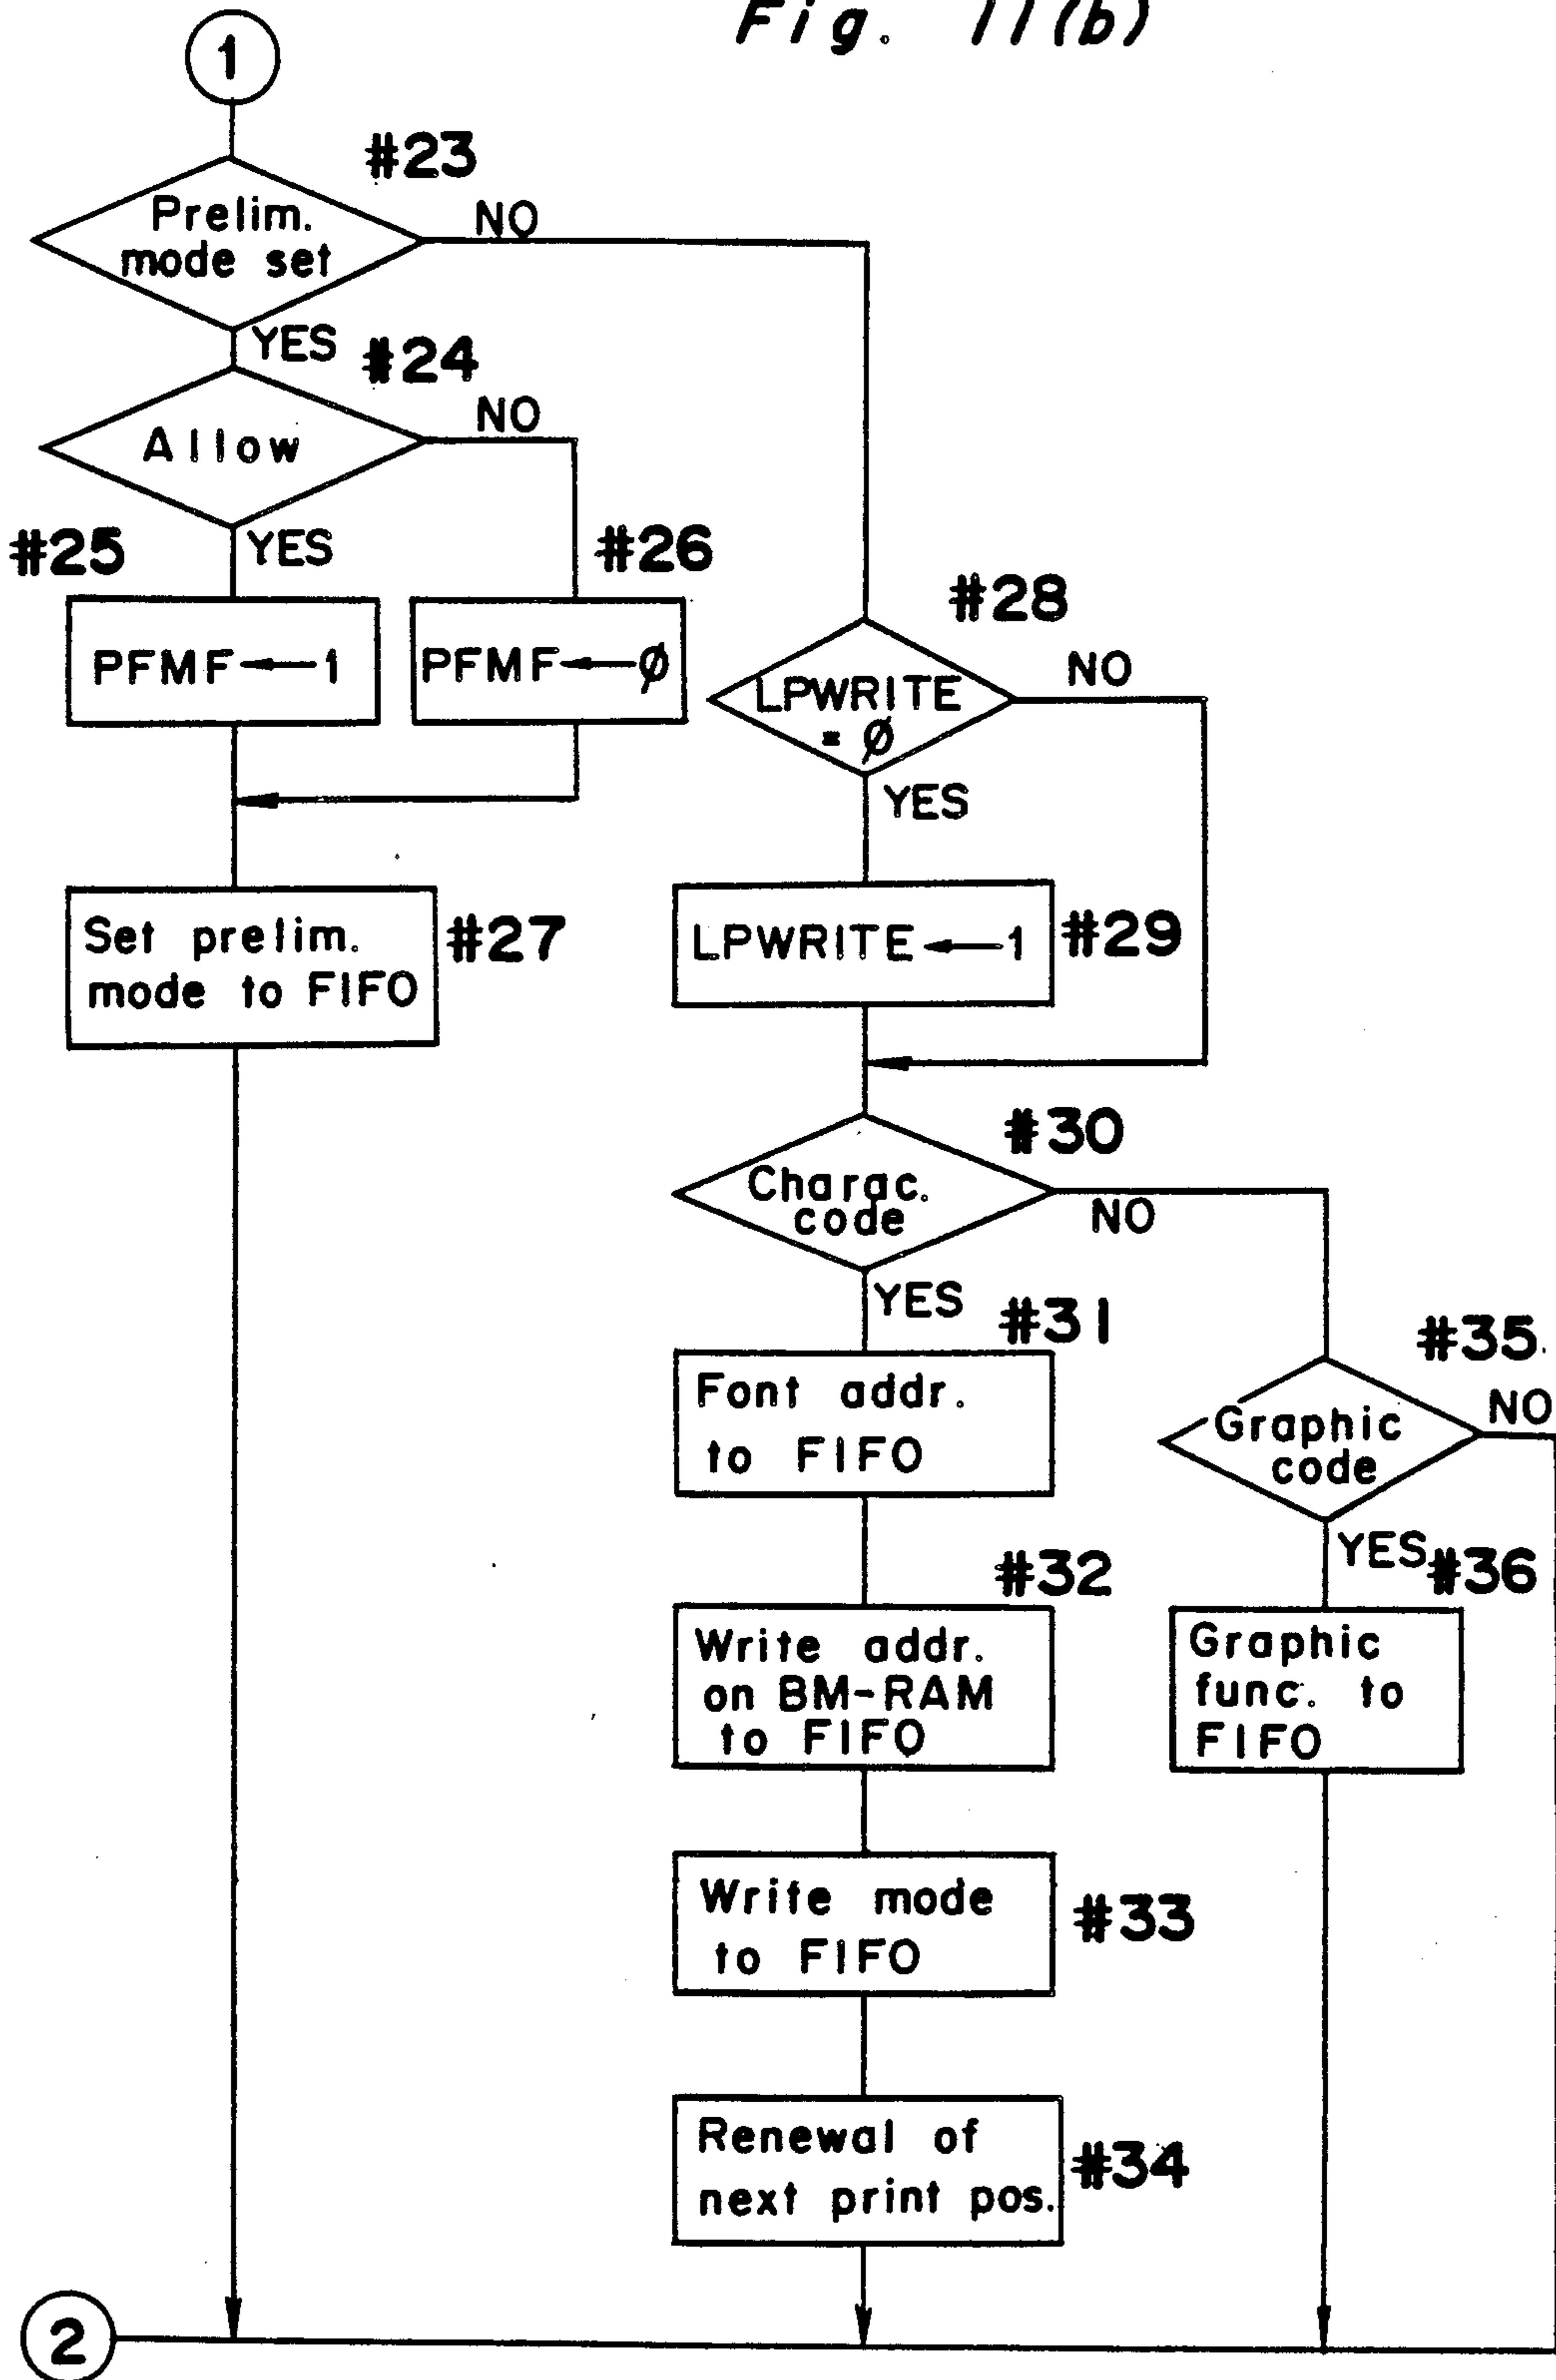 Fig. 11(b)
1
#23
Prelim.
mode set
NO
YES
#24
Allow
NO
#25
YES
#26
PFMF←1
PFMF←Ø
#28
LPWRITE
= Ø
NO
YES
Set prelim.
mode to FIFO
#27
LPWRITE←1
#29
#30
Charac.
code
NO
YES
#31
Font addr.
to FIFO
#35
Graphic
code
NO
YES
#36
#32
Write addr.
on BM-RAM
to FIFO
Graphic
func. to
FIFO
Write mode
to FIFO
#33
Renewal of
next print pos.
#34
2